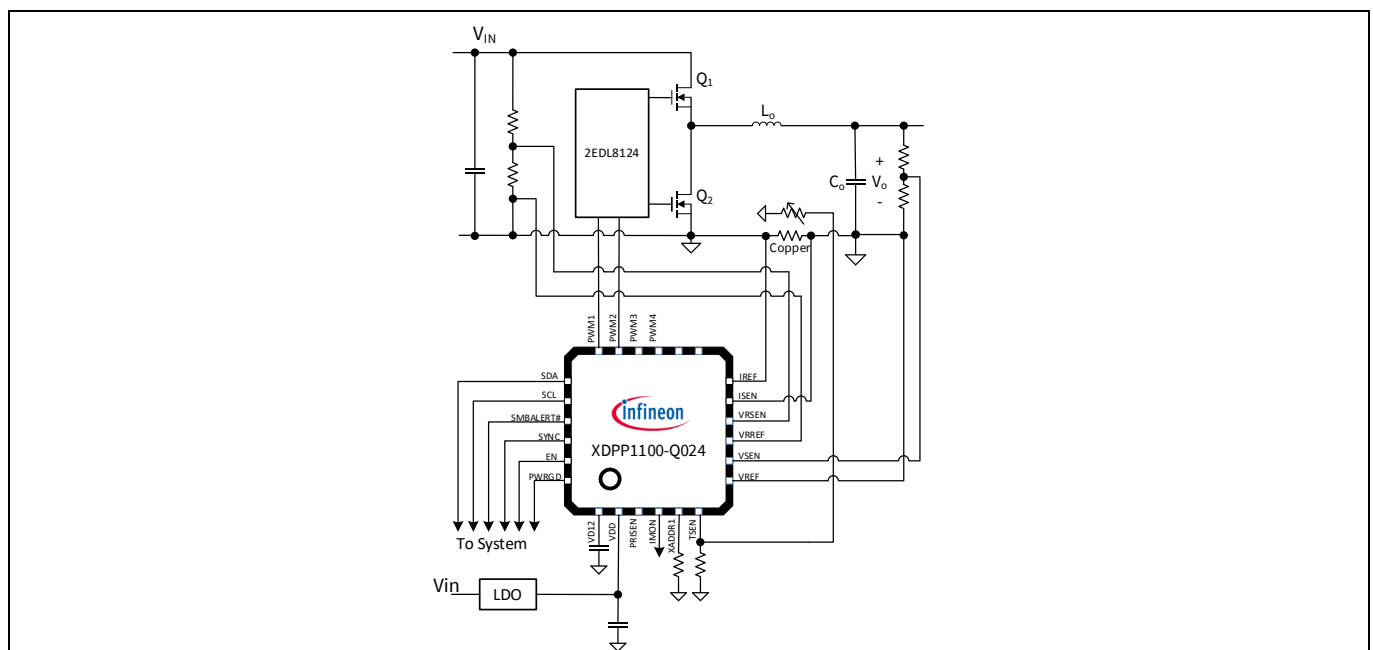 VIN
Q1
Lo
2EDL8124
+
Co
Vo
-
Q2
Copper
PWM1
PWM2
PWM3
PWM4
SDA
SCL
SMBALERT#
SYNC
EN
PWRGD
IREF
ISEN
VRSEN
VRREF
VSEN
VREF
infineon
XDPP1100-Q024
VD12
VDD
PRISEN
IMON
XADDR1
TSEN
To System
Vin
LDO